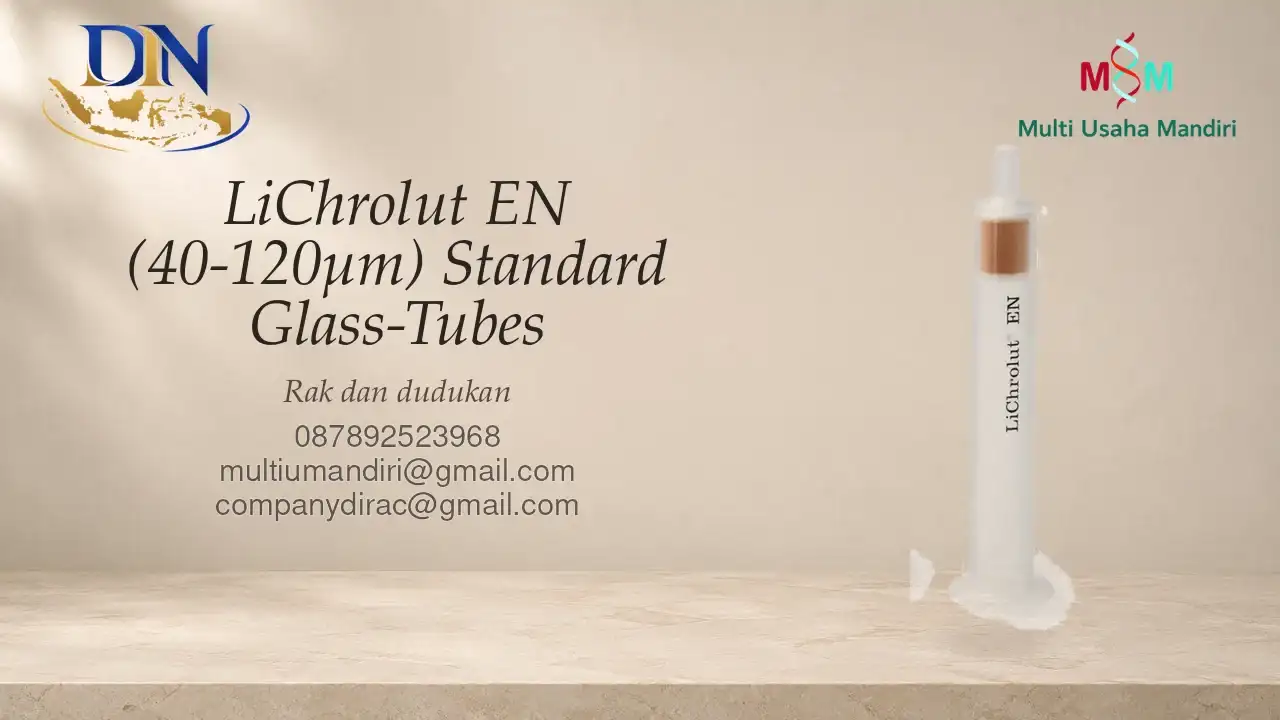 DIN
MSM
Multi Usaha Mandiri
LiChrolut EN
(40-120µm) Standard
Glass-Tubes
Rak dan dudukan
087892523968
multiumandiri@gmail.com
companydirac@gmail.com
LiChrolut® EN